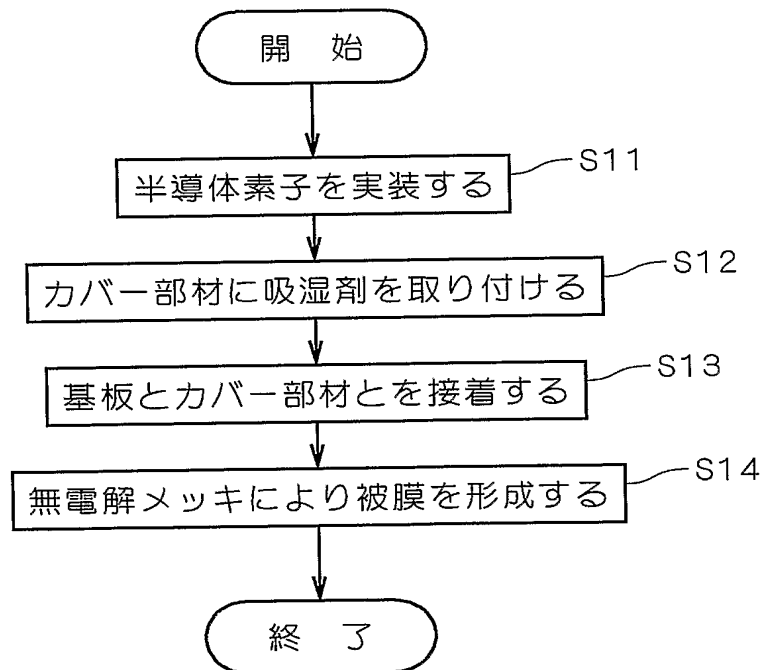 開 始
半導体素子を実装する
S11
カバー部材に吸湿剤を取り付ける
S12
基板とカバー部材とを接着する
S13
無電解メッキにより被膜を形成する
S14
終 了